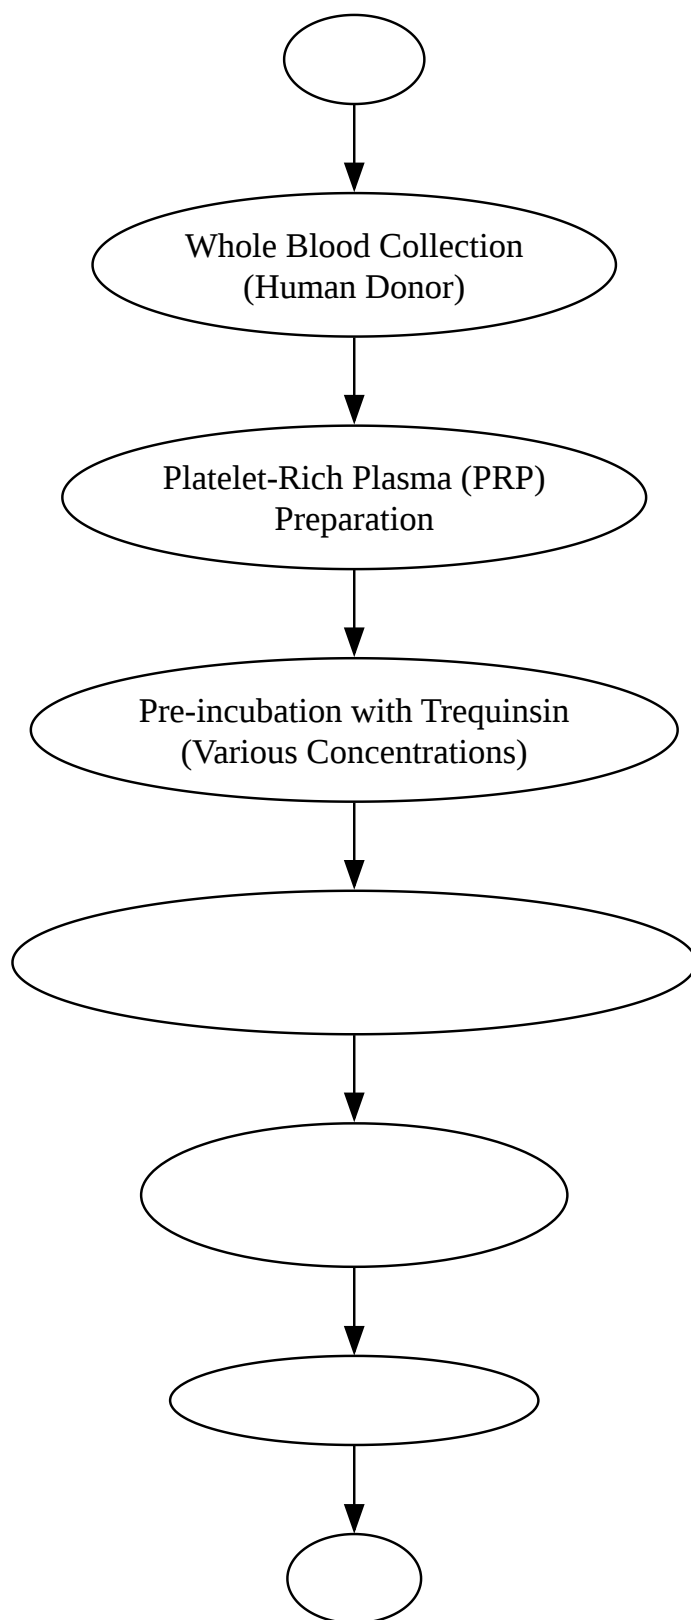 Whole Blood Collection
(Human Donor)
Platelet-Rich Plasma (PRP)
Preparation
Pre-incubation with Trequinsin
(Various Concentrations)